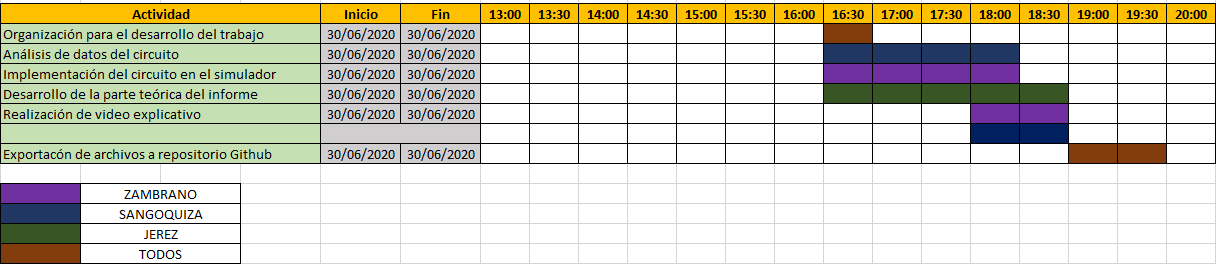 Actividad Inicio Fin 13:00 13:30 14:00 14:30 15:00 15:30 16:00 16:30 17:00 17:30 18:00 18:30 19:00 19:30 20:00
Organización para el desarrollo del trabajo 30/06/2020 30/06/2020
Análisis de datos del circuito 30/06/2020 30/06/2020
Implementación del circuito en el simulador 30/06/2020 30/06/2020
Desarrollo de la parte teórica del informe 30/06/2020 30/06/2020
Realización de video explicativo 30/06/2020 30/06/2020
Exportacón de archivos a repositorio Github 30/06/2020 30/06/2020
ZAMBRANO
SANGOQUIZA
JEREZ
TODOS